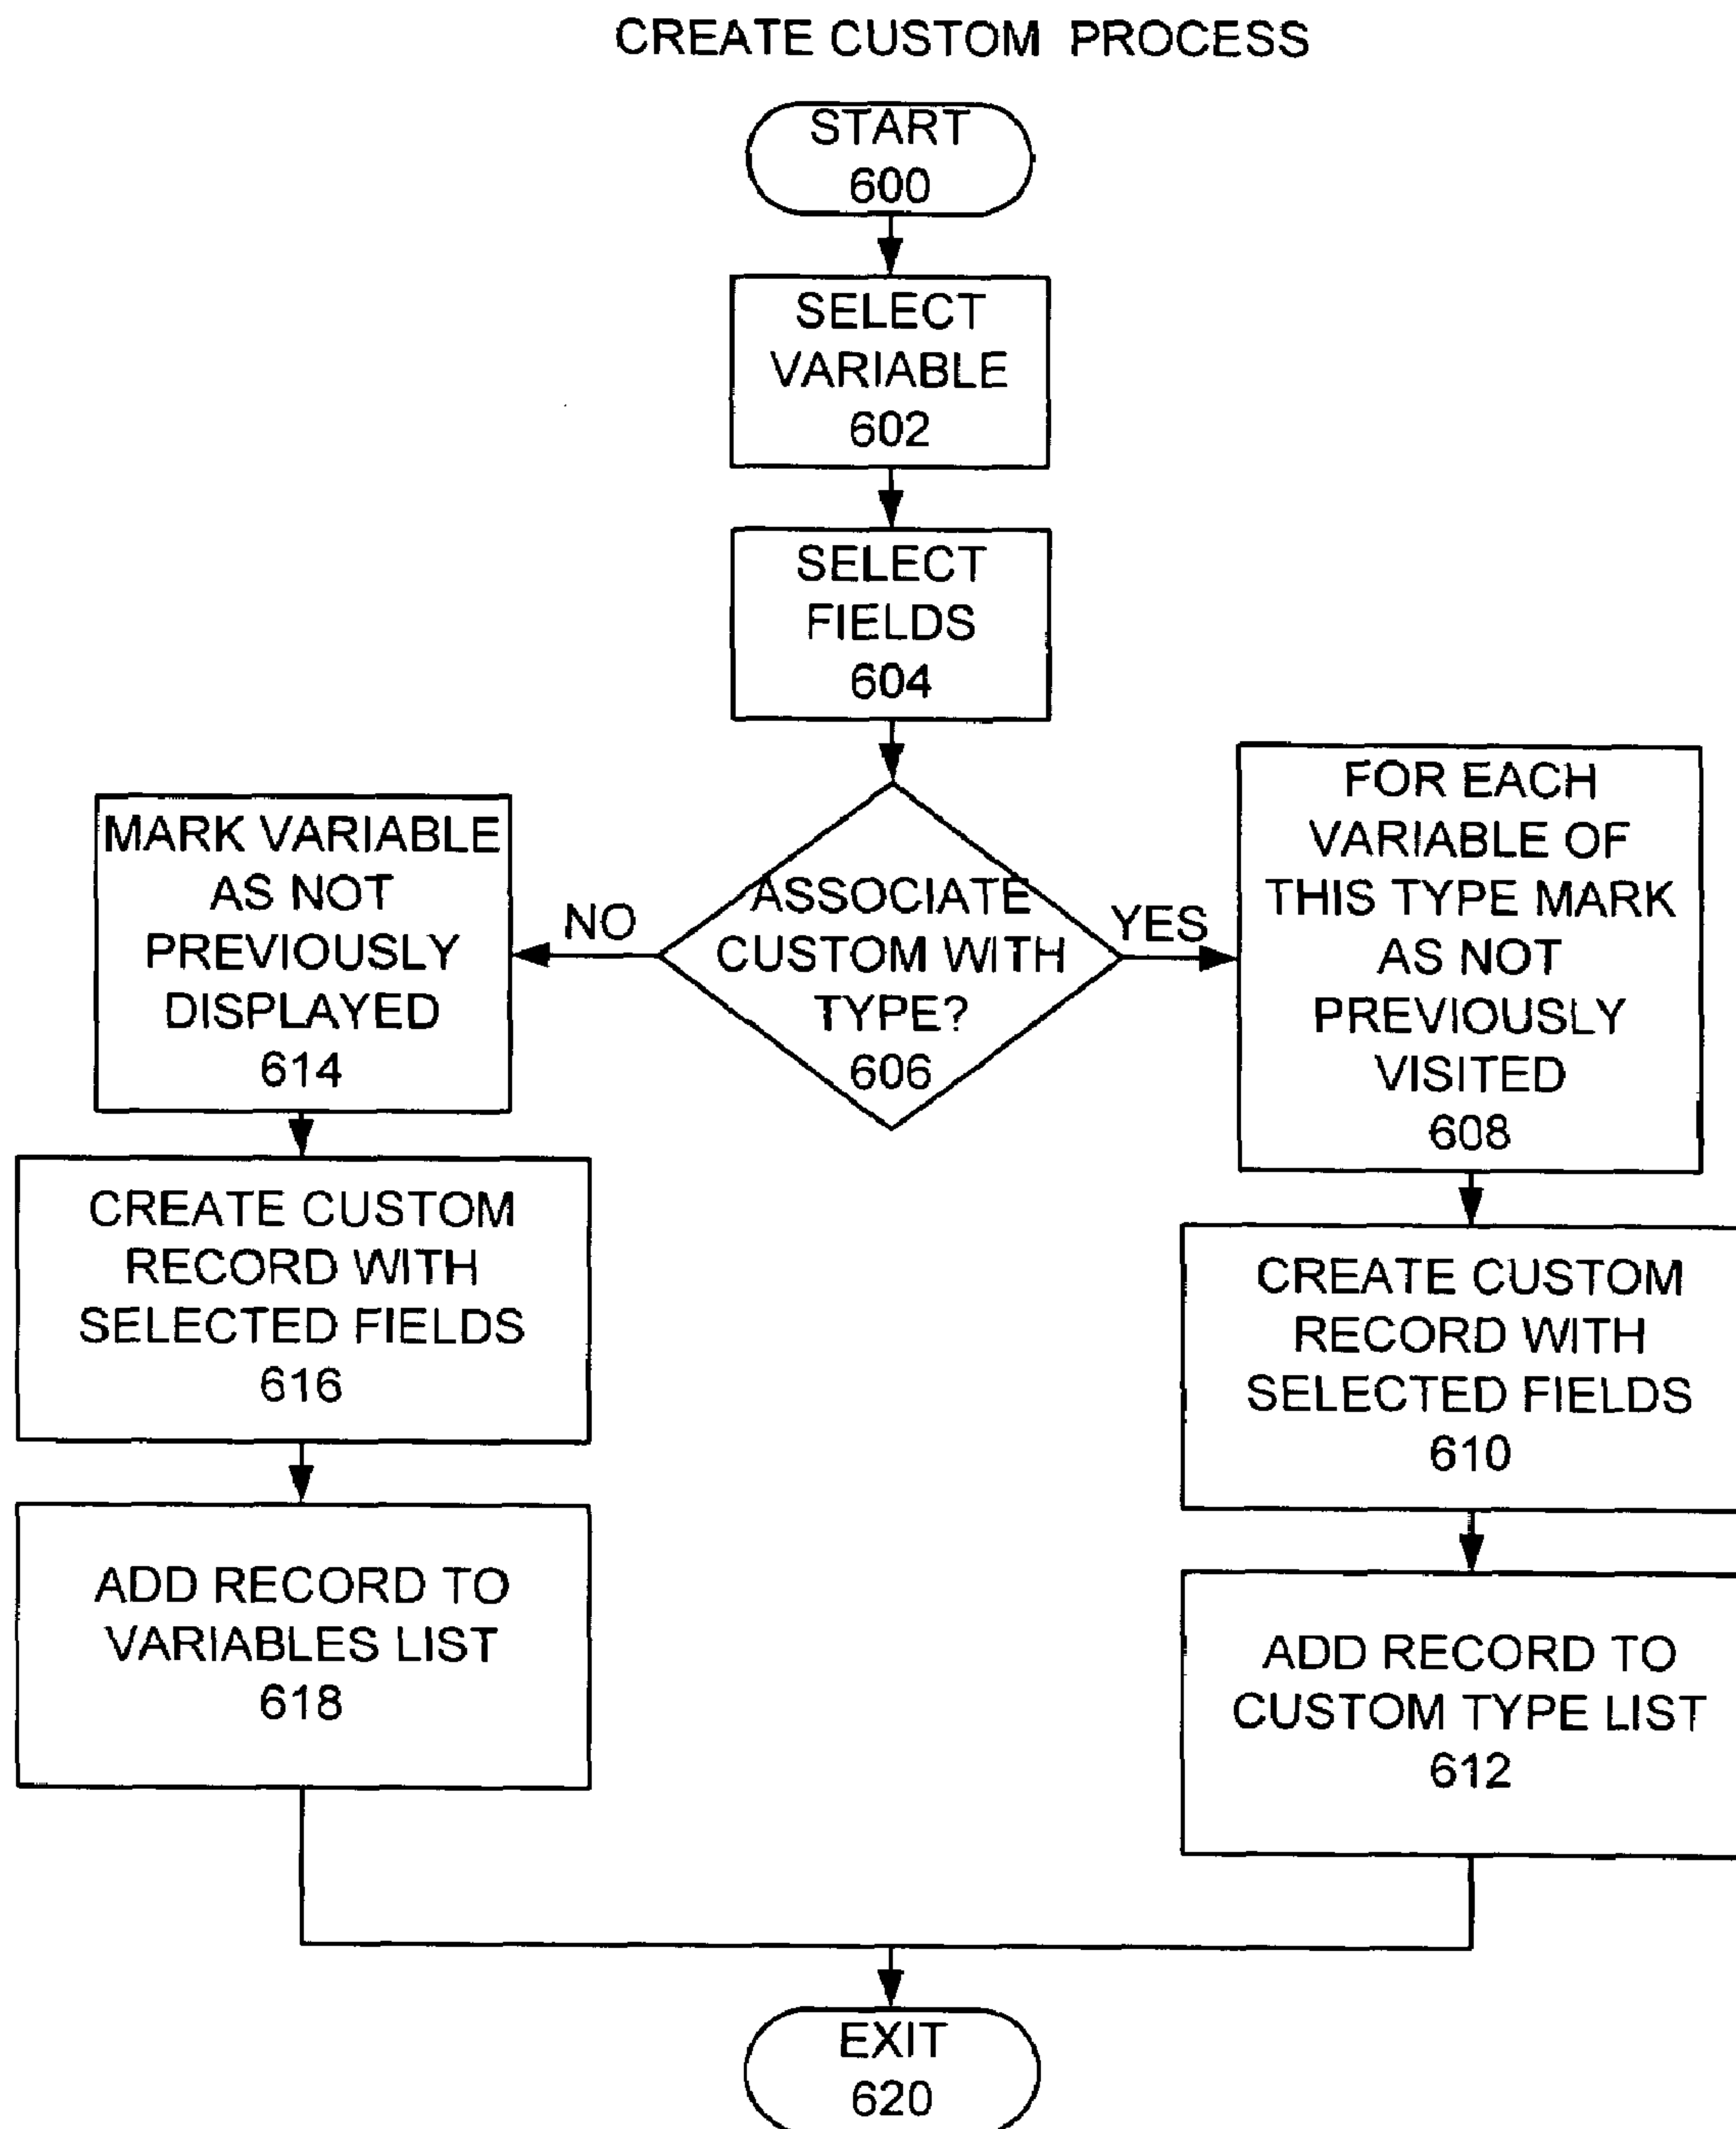 CREATE CUSTOM PROCESS
START
600
SELECT
VARIABLE
602
SELECT
FIELDS
604
ASSOCIATE
CUSTOM WITH
TYPE?
606
NO
YES
MARK VARIABLE
AS NOT
PREVIOUSLY
DISPLAYED
614
CREATE CUSTOM
RECORD WITH
SELECTED FIELDS
616
ADD RECORD TO
VARIABLES LIST
618
FOR EACH
VARIABLE OF
THIS TYPE MARK
AS NOT
PREVIOUSLY
VISITED
608
CREATE CUSTOM
RECORD WITH
SELECTED FIELDS
610
ADD RECORD TO
CUSTOM TYPE LIST
612
EXIT
620